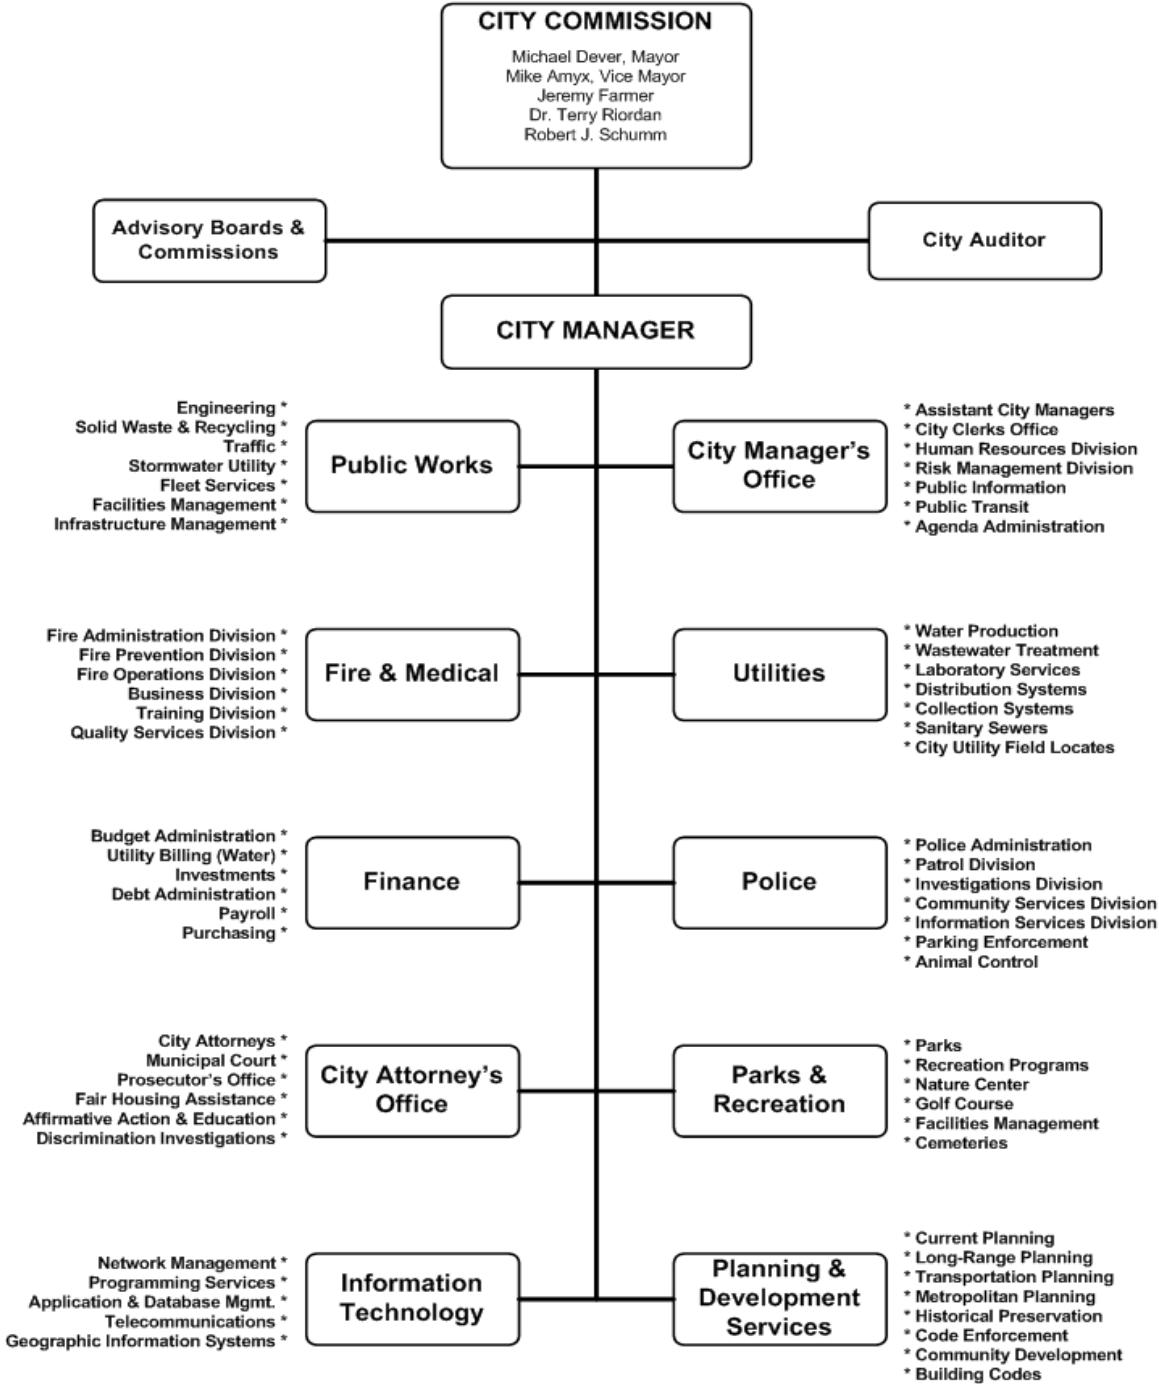 CITY COMMISSION
Michael Dever, Mayor
Mike Amyx, Vice Mayor
Jeremy Farmer
Dr. Terry Riordan
Robert J. Schumm
Advisory Boards &
Commissions
City Auditor
CITY MANAGER
Engineering *
Solid Waste & Recycling *
Traffic *
Stormwater Utility *
Fleet Services *
Facilities Management *
Infrastructure Management *
Public Works
City Manager's
Office
* Assistant City Managers
* City Clerks Office
* Human Resources Division
* Risk Management Division
* Public Information
* Public Transit
* Agenda Administration
Fire Administration Division *
Fire Prevention Division *
Fire Operations Division *
Business Division *
Training Division *
Quality Services Division *
Fire & Medical
Utilities
* Water Production
* Wastewater Treatment
* Laboratory Services
* Distribution Systems
* Collection Systems
* Sanitary Sewers
* City Utility Field Locates
Budget Administration *
Utility Billing (Water) *
Investments *
Debt Administration *
Payroll *
Purchasing *
Finance
Police
* Police Administration
* Patrol Division
* Investigations Division
* Community Services Division
* Information Services Division
* Parking Enforcement
* Animal Control
City Attorneys *
Municipal Court *
Prosecutor's Office *
Fair Housing Assistance *
Affirmative Action & Education *
Discrimination Investigations *
City Attorney's
Office
Parks &
Recreation
* Parks
* Recreation Programs
* Nature Center
* Golf Course
* Facilities Management
* Cemeteries
Network Management *
Programming Services *
Application & Database Mgmt. *
Telecommunications *
Geographic Information Systems *
Information
Technology
Planning &
Development
Services
* Current Planning
* Long-Range Planning
* Transportation Planning
* Metropolitan Planning
* Historical Preservation
* Code Enforcement
* Community Development
* Building Codes